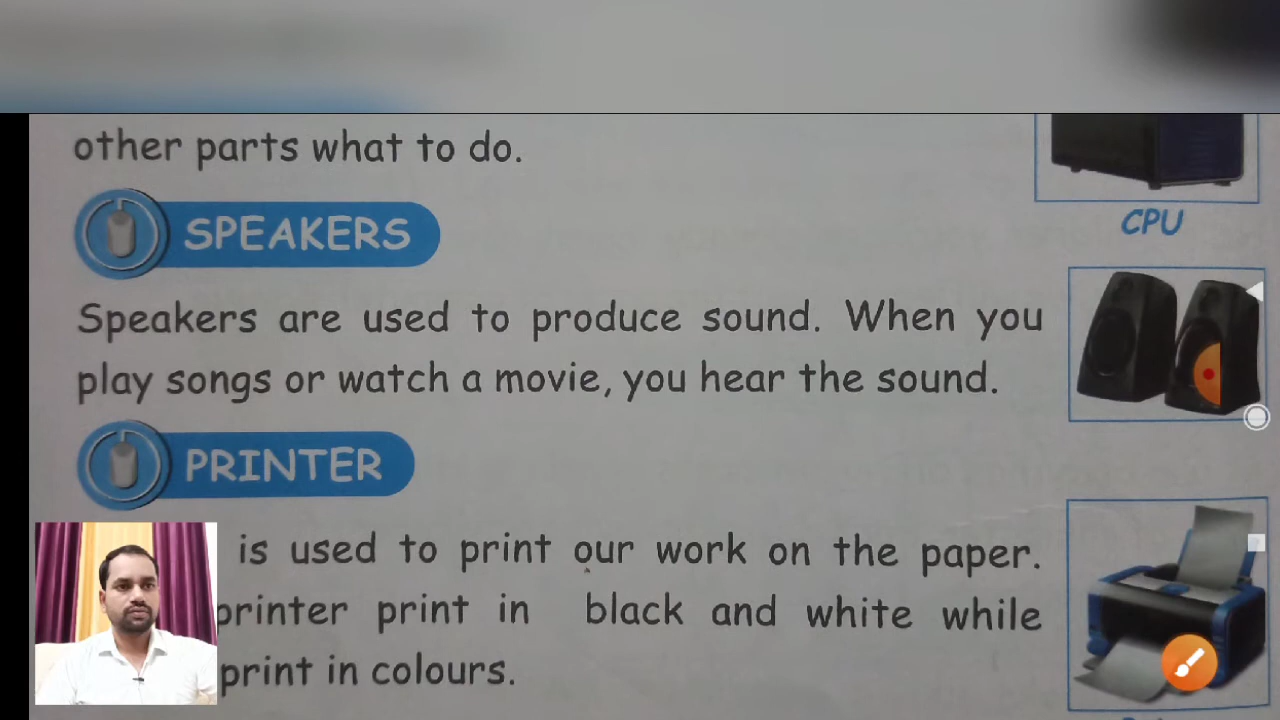 other parts what to do.
CPU
SPEAKERS
Speakers are used to produce sound. When you
play songs or watch a movie, you hear the sound.
PRINTER
is used to print our work on the paper.
printer print in black and white while
print in colours.